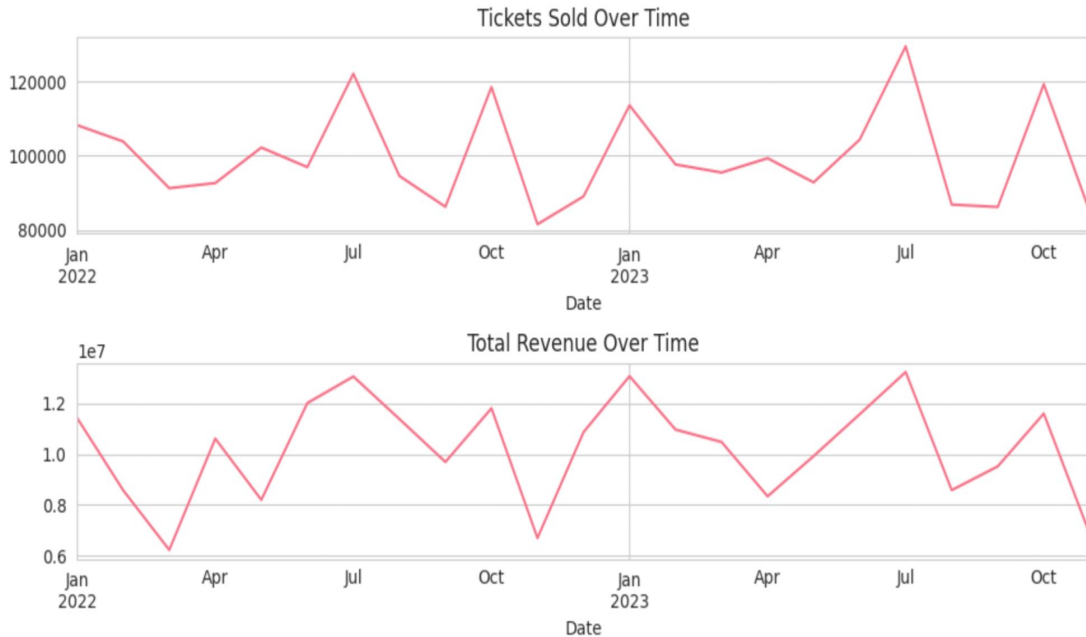 Tickets Sold Over Time
120000
100000
80000
Jan Apr Jul Oct Jan Apr Jul Oct
2022 2023
Date
Total Revenue Over Time
1e7
1.2
1.0
0.8
0.6
Jan Apr Jul Oct Jan Apr Jul Oct
2022 2023
Date